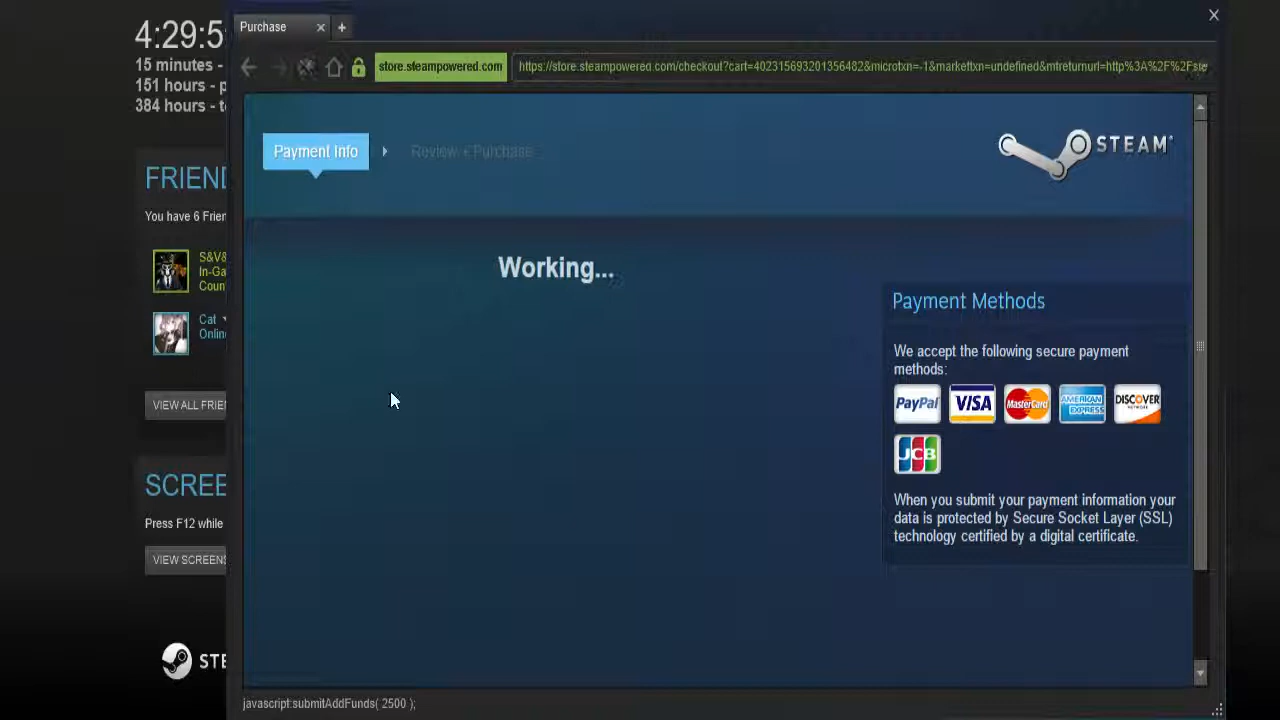 4:29:5
15 minutes -
151 hours - p
384 hours - t
FRIEND
You have 6 Frien
S&V&
In-Ga
Coun
Cat
Onlin
VIEW ALL FRIE
SCREE
Press F12 while
VIEW SCREENS
STE
Purchase
store.steampowered.com
https://store.steampowered.com/checkout?cart=402315693201356482&microtxn=-1&markettxn=undefined&mtreturnurl=http%3A%2F%2Fste
Payment Info
Review + Purchase
STEAM
Working...
Payment Methods
We accept the following secure payment
methods:
PayPal VISA MasterCard AMERICAN EXPRESS DISCOVER NETWORK
JCB
When you submit your payment information your
data is protected by Secure Socket Layer (SSL)
technology certified by a digital certificate.
javascript:submitAddFunds( 2500 );